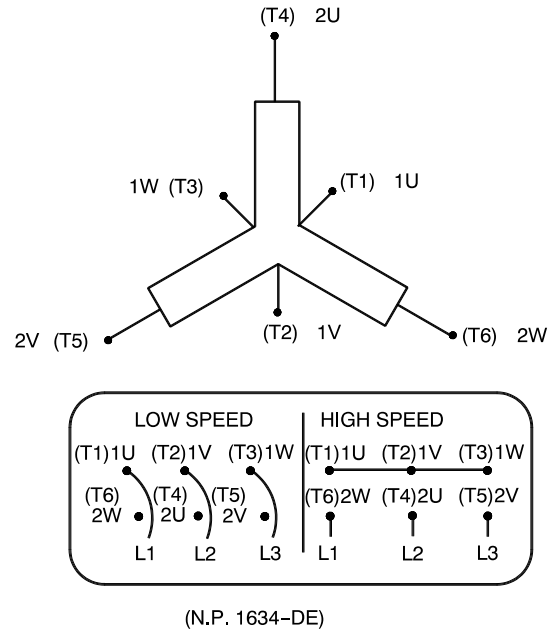 (T4) 2U
1W (T3)
(T1) 1U
2V (T5)
(T2) 1V
(T6) 2W
LOW SPEED
HIGH SPEED
(T1)1U (T2)1V (T3)1W
(T1)1U (T2)1V (T3)1W
(T6) (T4) (T5)
2W 2U 2V
(T6)2W (T4)2U (T5)2V
L1 L2 L3
L1 L2 L3
(N.P. 1634-DE)